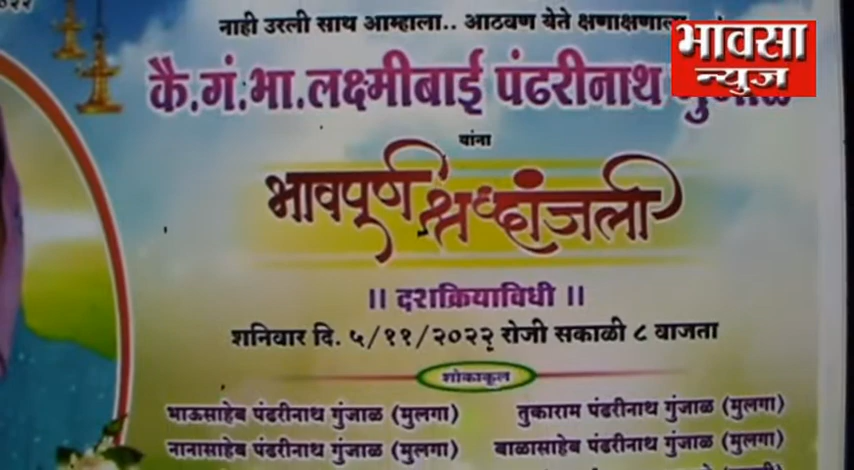 नाही उरली साथ आम्हाला.. आठवण येते क्षणाक्षणाला
भावसा
न्युज
कै.गं.भा.लक्ष्मीबाई पंढरीनाथ गुंजाळ
यांना
भावपूर्ण श्रध्दांजली
॥ दशक्रियाविधी ॥
शनिवार दि. ५/११/२०२२ रोजी सकाळी ८ वाजता
शोकाकूल
भाऊसाहेब पंढरीनाथ गुंजाळ (मुलगा) तुकाराम पंढरीनाथ गुंजाळ (मुलगा)
नानासाहेब पंढरीनाथ गुंजाळ (मुलगा) बाळासाहेब पंढरीनाथ गुंजाळ (मुलगा)